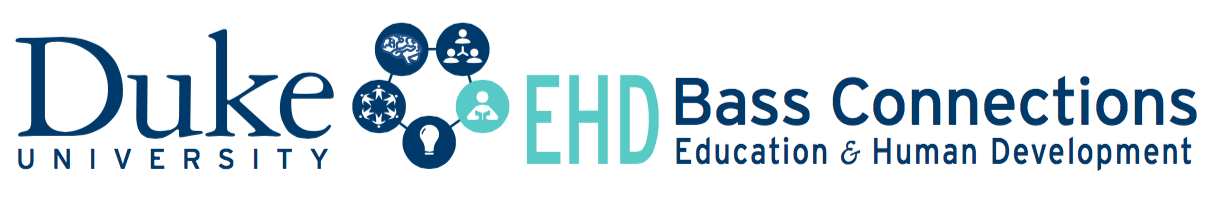 Duke
UNIVERSITY
EHD
Bass Connections
Education & Human Development